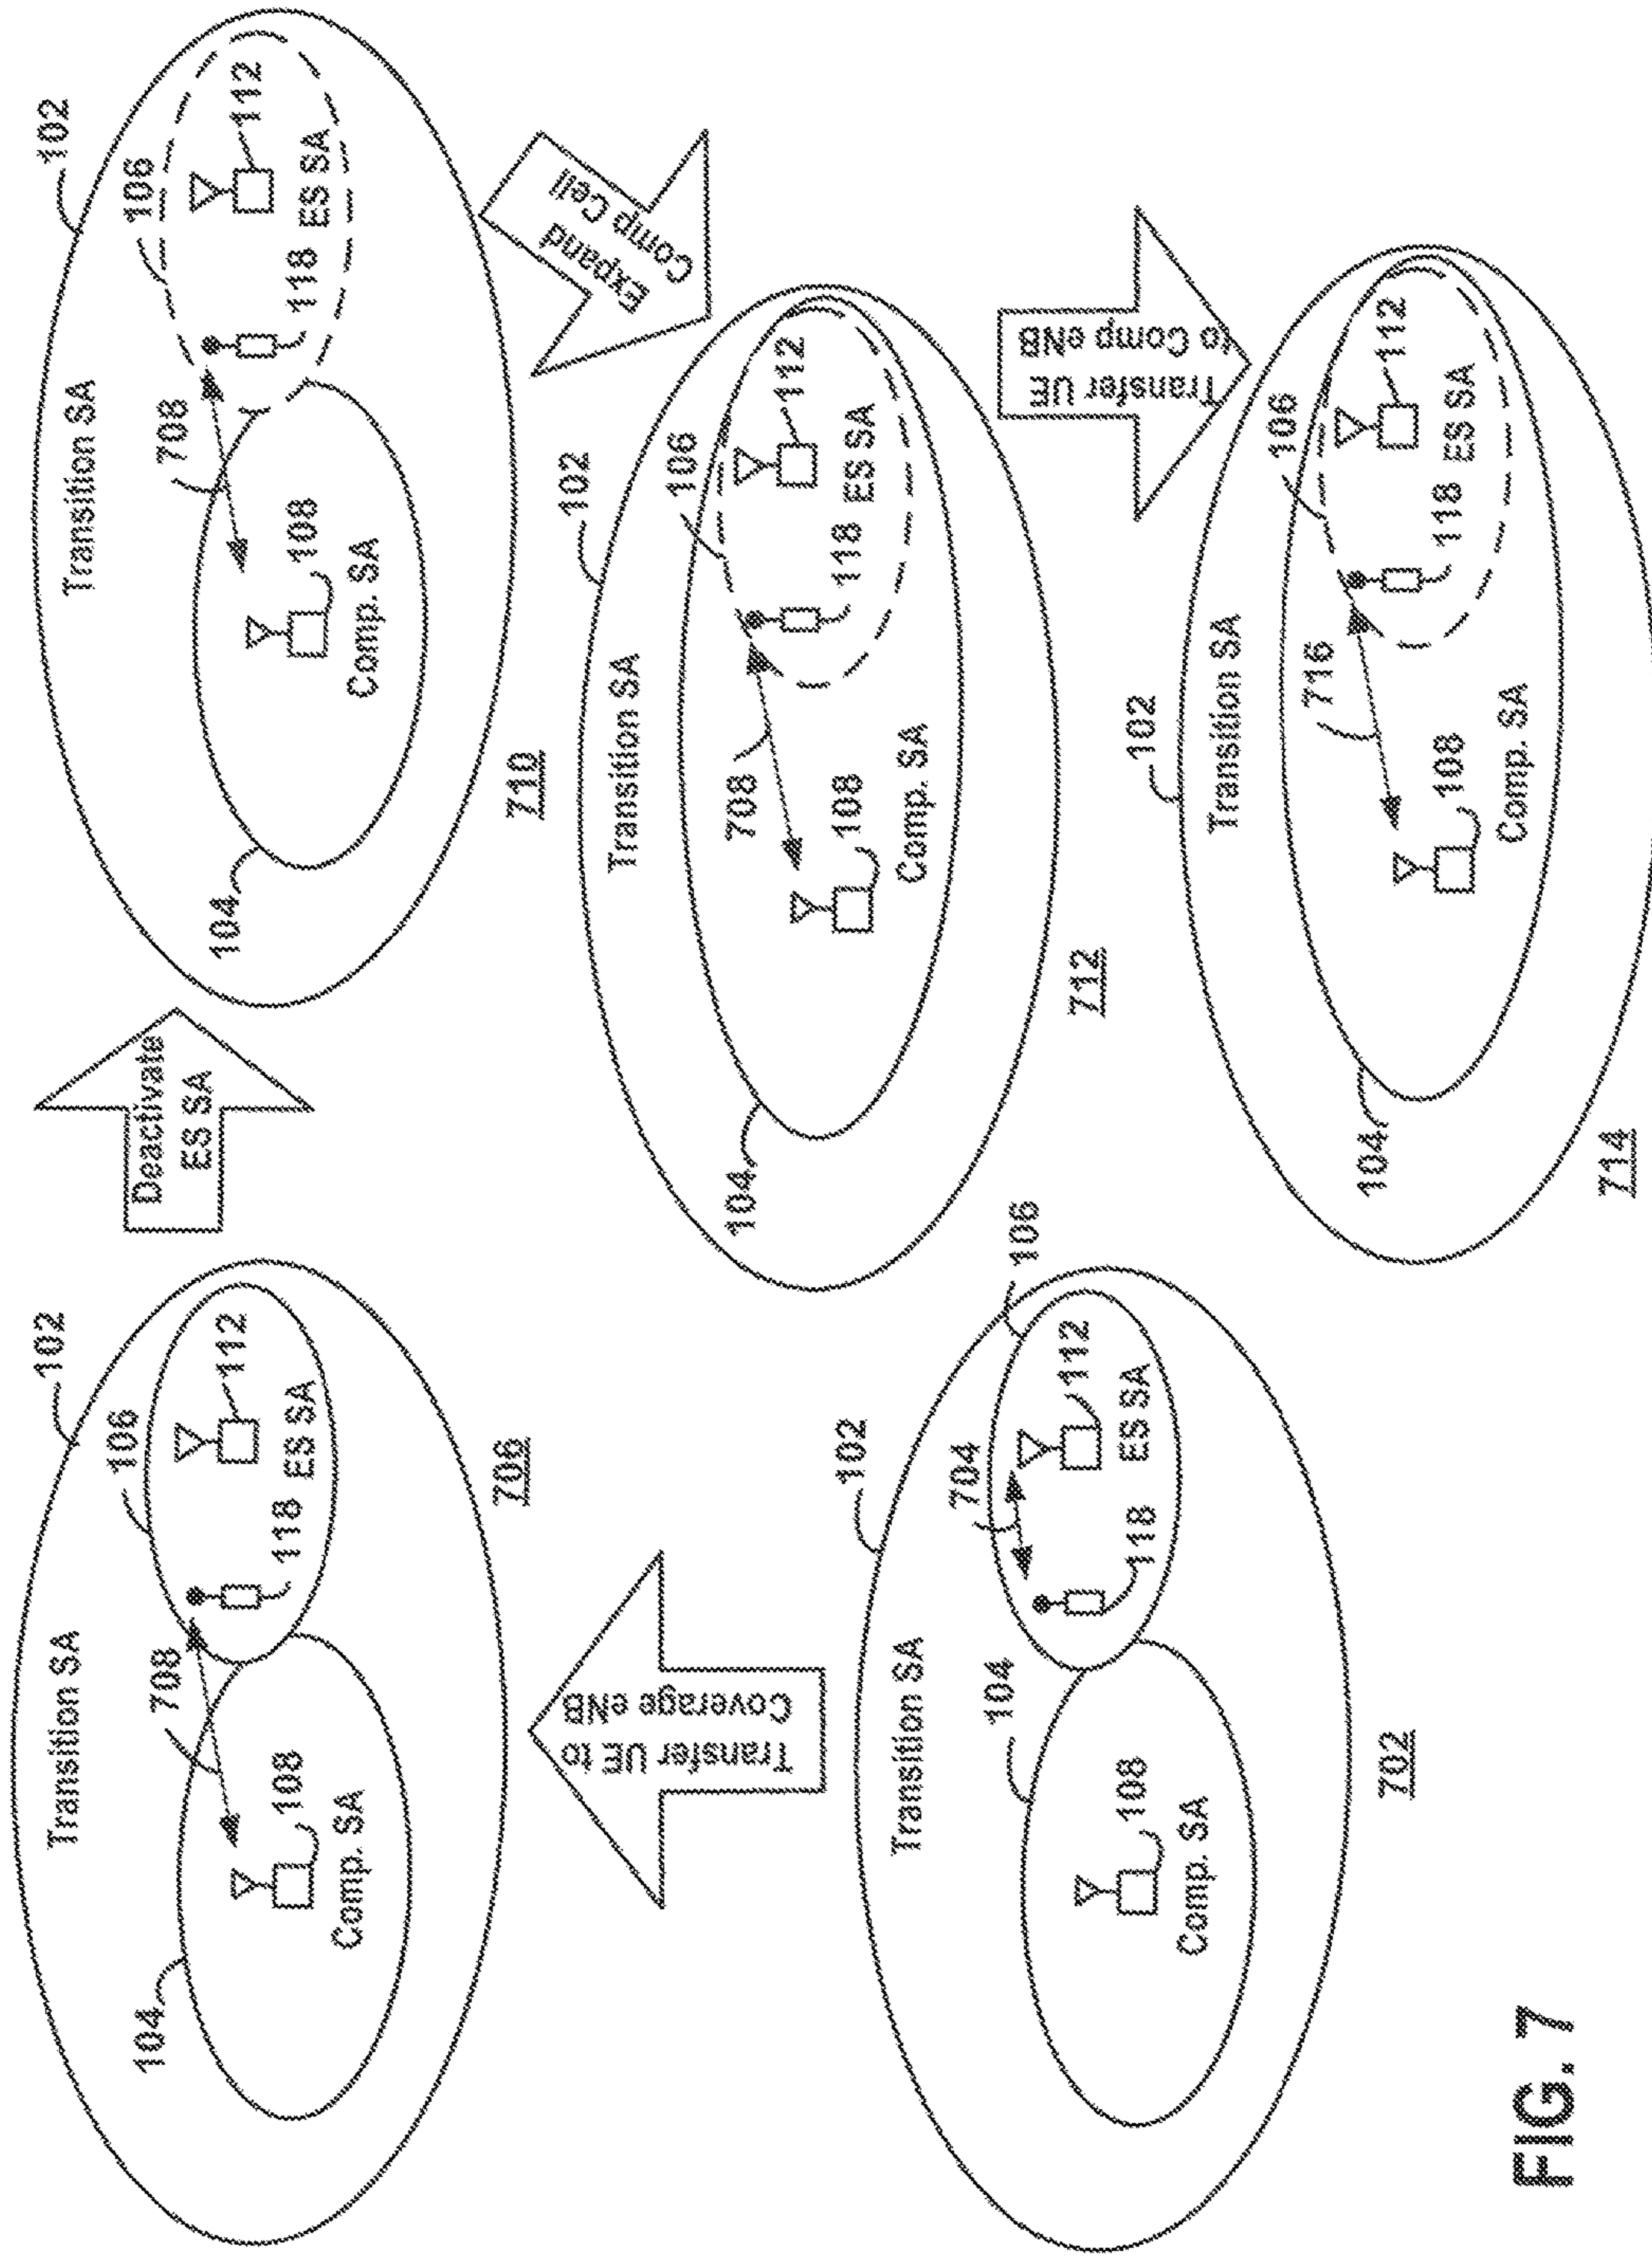 102
Transition SA
106
708
112
118
ES SA
104
108
Comp. SA
706
Deactivate
ES SA
102
Transition SA
106
708
112
118
ES SA
104
108
Comp. SA
710
Expand
Comp Cell
102
Transition SA
106
708
112
118
ES SA
104
108
Comp. SA
712
Transfer UE to
Coverage eNB
102
Transition SA
704
106
104
112
118
ES SA
108
Comp. SA
702
Transfer UE
to Comp eNB
102
Transition SA
106
716
112
118
ES SA
104
108
Comp. SA
714
FIG. 7